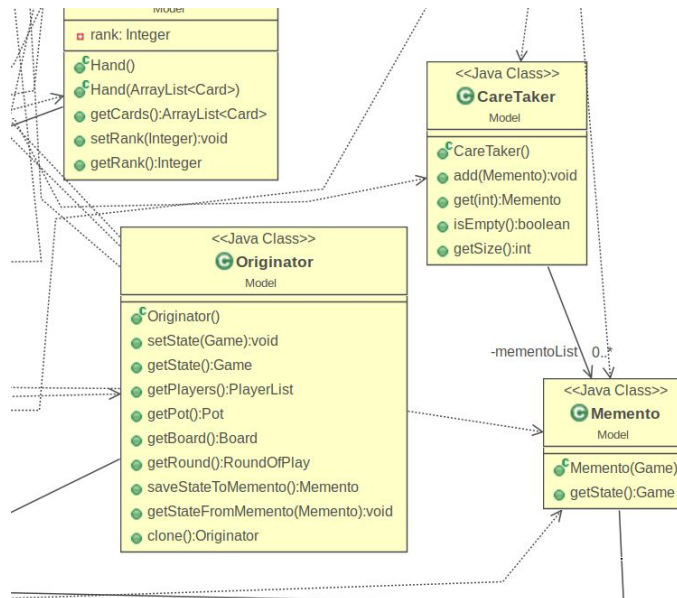 Model
rank: Integer
Hand()
Hand(ArrayList<Card>)
getCards():ArrayList<Card>
setRank(Integer):void
getRank():Integer
<<Java Class>>
CareTaker
Model
CareTaker()
add(Memento):void
get(int):Memento
isEmpty():boolean
getSize():int
<<Java Class>>
Originator
Model
Originator()
setState(Game):void
getState():Game
getPlayers():PlayerList
getPot():Pot
getBoard():Board
getRound():RoundOfPlay
saveStateToMemento():Memento
getStateFromMemento(Memento):void
clone():Originator
-mementoList 0..*
<<Java Class>>
Memento
Model
Memento(Game)
getState():Game